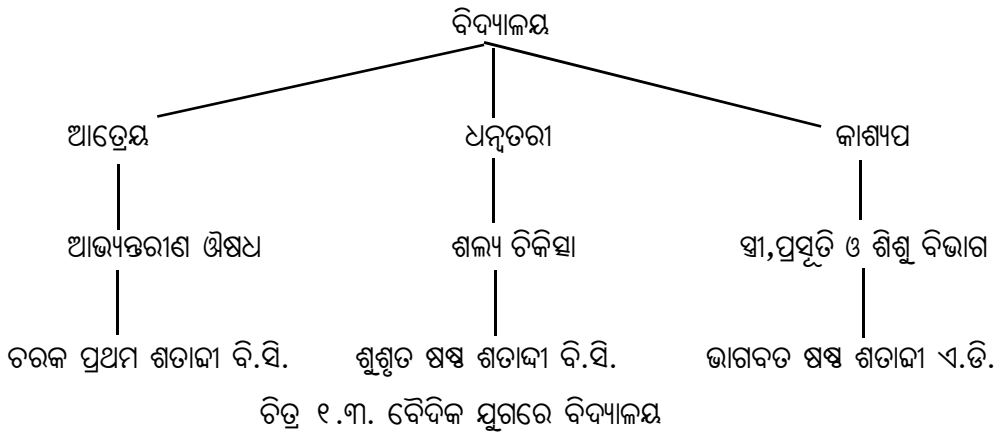 ବିଦ୍ୟାଳୟ
ଆତ୍ରେୟ ଧନ୍ବତରୀ କାଶ୍ୟପ
ଆଭ୍ୟନ୍ତରୀଣ ଔଷଧ ଶଲ୍ୟ ଚିକିତ୍ସା ସ୍ତ୍ରୀ,ପ୍ରସୂତି ଓ ଶିଶୁ ବିଭାଗ
ଚରକ ପ୍ରଥମ ଶତାବ୍ଦୀ ବି.ସି. ଶୁଶୃତ ଷଷ୍ଠ ଶତାବ୍ଦୀ ବି.ସି. ଭାଗବତ ଷଷ୍ଠ ଶତାବ୍ଦୀ ଏ.ଡି.
ଚିତ୍ର ୧.୩. ବୈଦିକ ଯୁଗରେ ବିଦ୍ୟାଳୟ